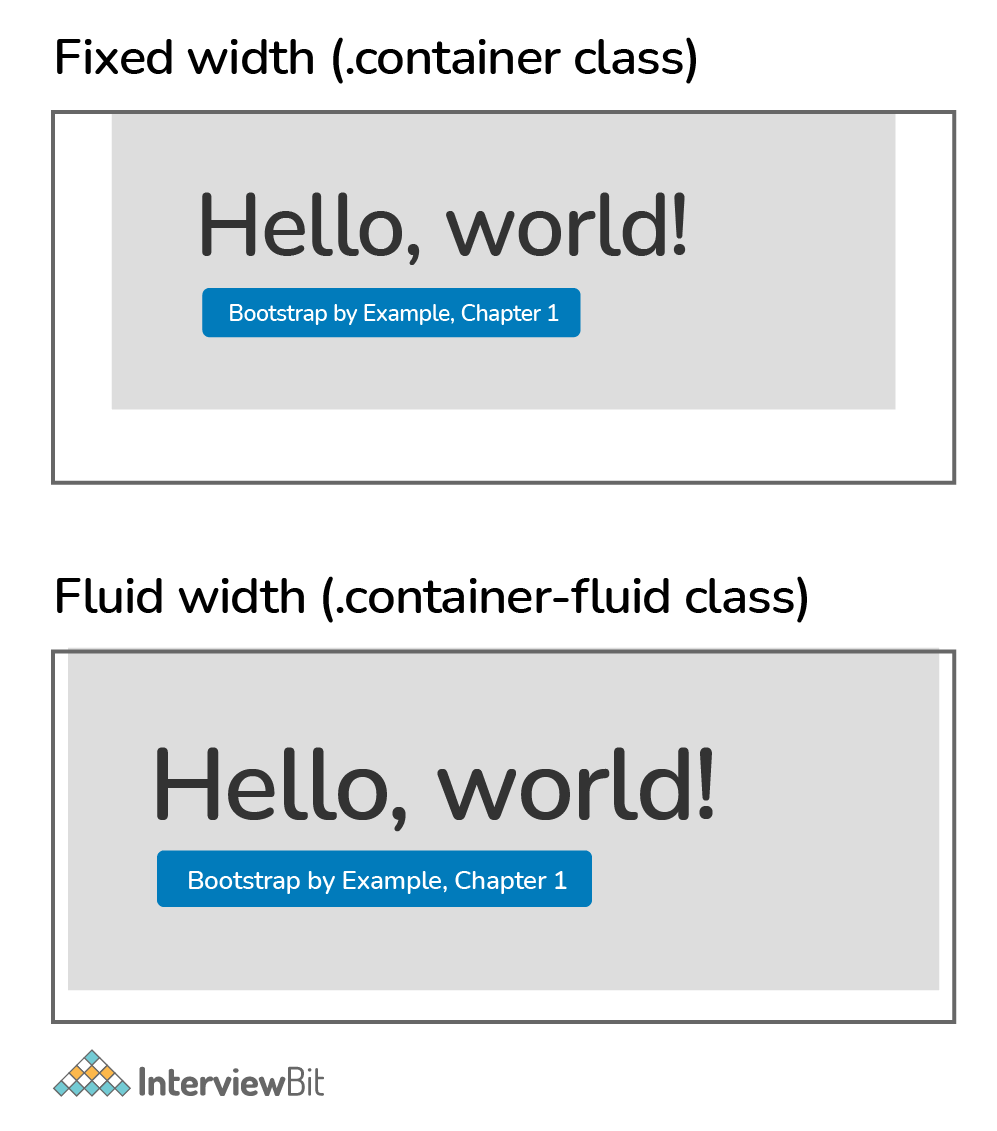 Fixed width (.container class)
Hello, world!
Bootstrap by Example, Chapter 1
Fluid width (.container-fluid class)
Hello, world!
Bootstrap by Example, Chapter 1
InterviewBit